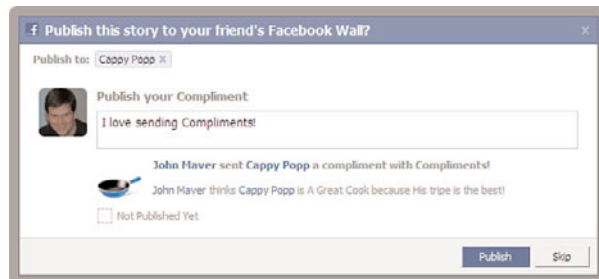 f Publish this story to your friend's Facebook Wall? x
Publish to: Cappy Popp x
Publish your Compliment
I love sending Compliments!
John Maver sent Cappy Popp a compliment with Compliments!
John Maver thinks Cappy Popp is A Great Cook because His tripe is the best!
Not Published Yet
Publish Skip